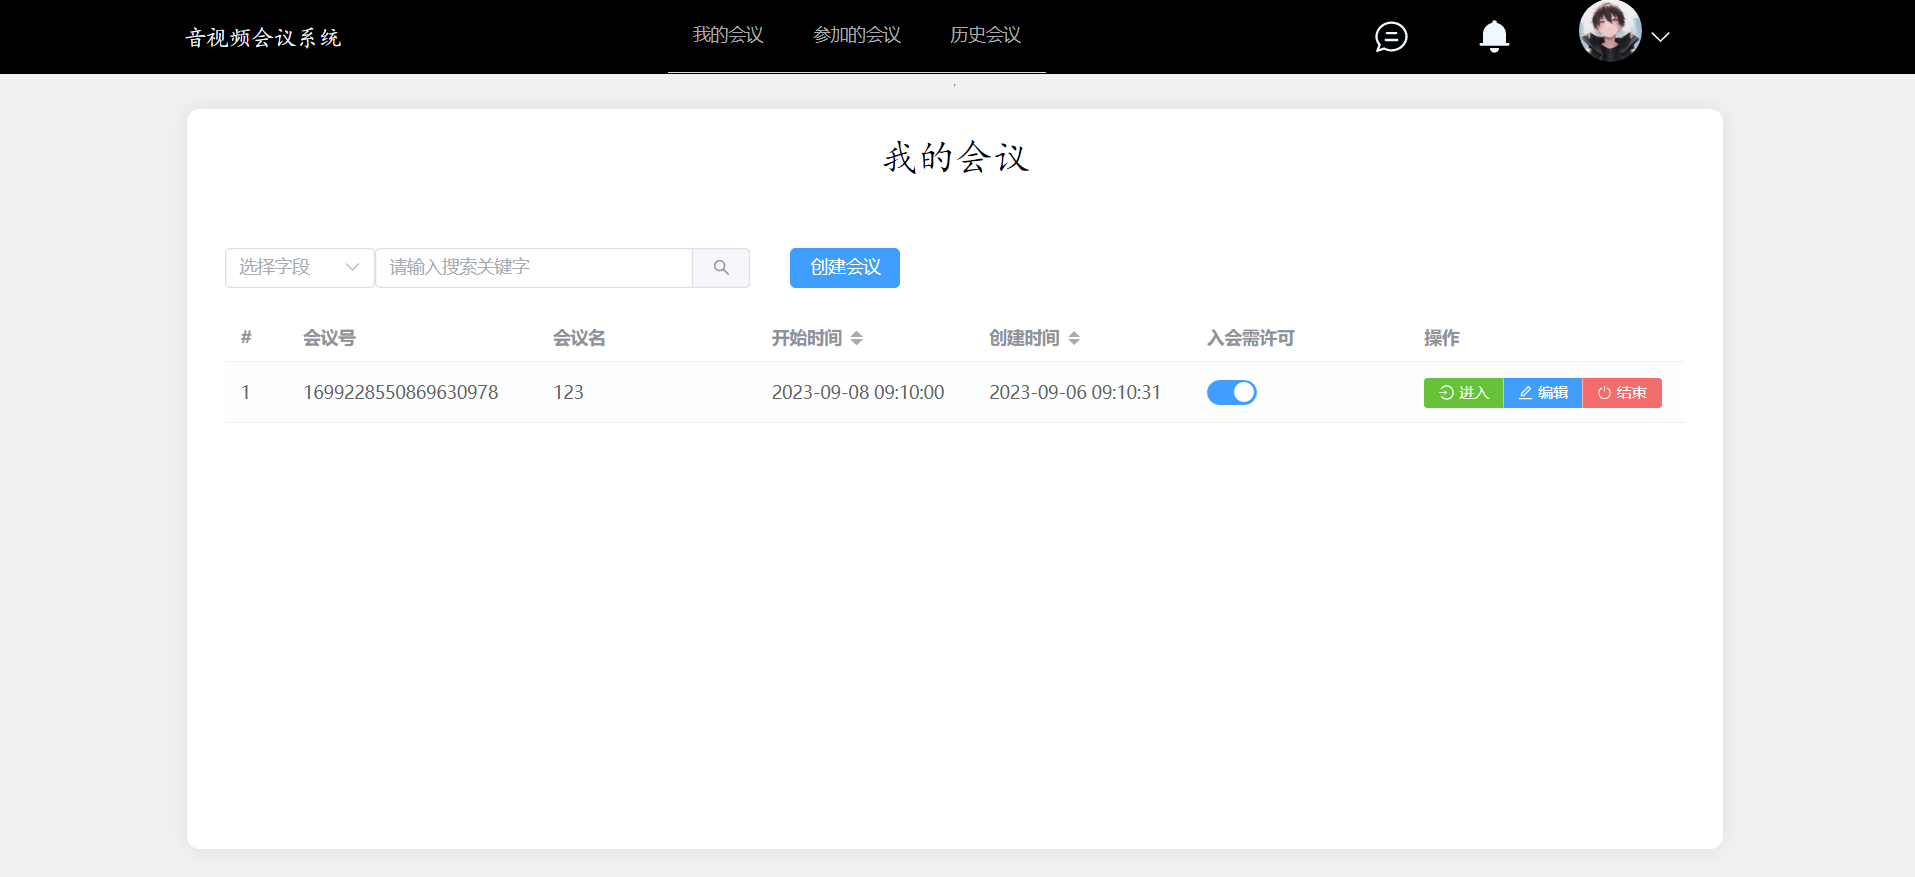 音视频会议系统
我的会议 参加的会议 历史会议
我的会议
选择字段 请输入搜索关键字 创建会议
# 会议号 会议名 开始时间 创建时间 入会需许可 操作
1 1699228550869630978 123 2023-09-08 09:10:00 2023-09-06 09:10:31 进入 编辑 结束